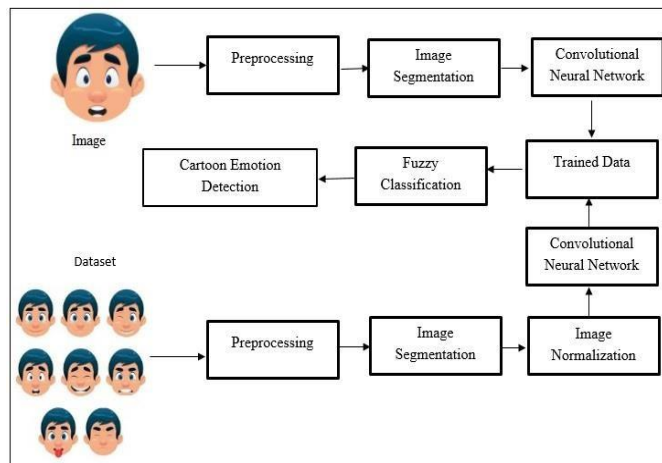 Preprocessing
Image
Segmentation
Convolutional
Neural Network
Image
Cartoon Emotion
Detection
Fuzzy
Classification
Trained Data
Convolutional
Neural Network
Dataset
Preprocessing
Image
Segmentation
Image
Normalization